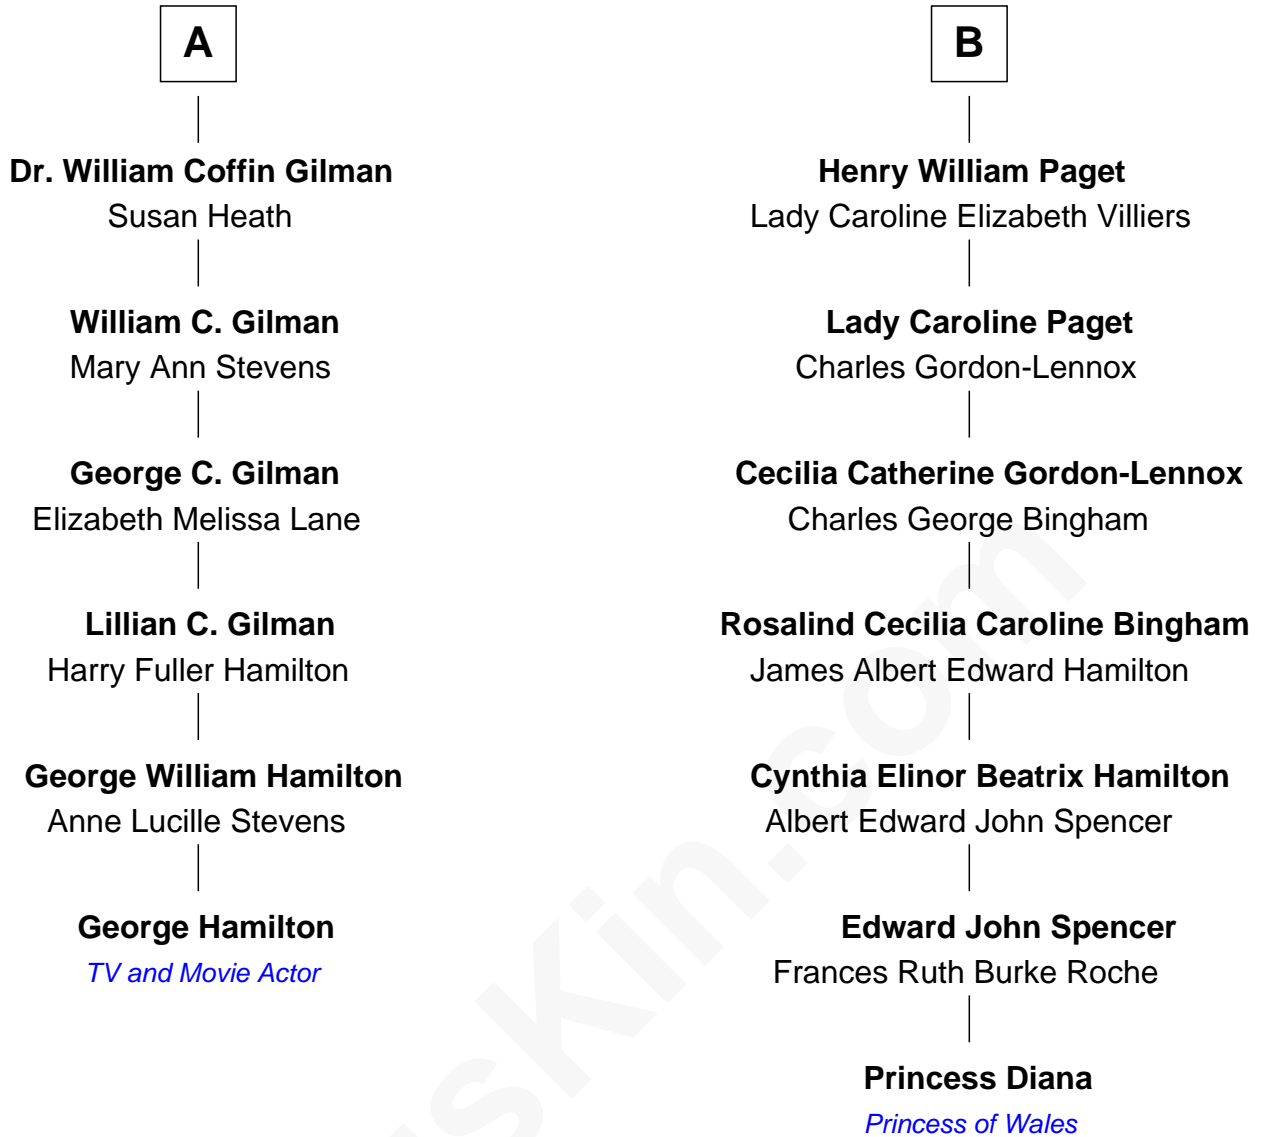 A
Dr. William Coffin Gilman
Susan Heath
William C. Gilman
Mary Ann Stevens
George C. Gilman
Elizabeth Melissa Lane
Lillian C. Gilman
Harry Fuller Hamilton
George William Hamilton
Anne Lucille Stevens
George Hamilton
TV and Movie Actor
B
Henry William Paget
Lady Caroline Elizabeth Villiers
Lady Caroline Paget
Charles Gordon-Lennox
Cecilia Catherine Gordon-Lennox
Charles George Bingham
Rosalind Cecilia Caroline Bingham
James Albert Edward Hamilton
Cynthia Elinor Beatrix Hamilton
Albert Edward John Spencer
Edward John Spencer
Frances Ruth Burke Roche
Princess Diana
Princess of Wales